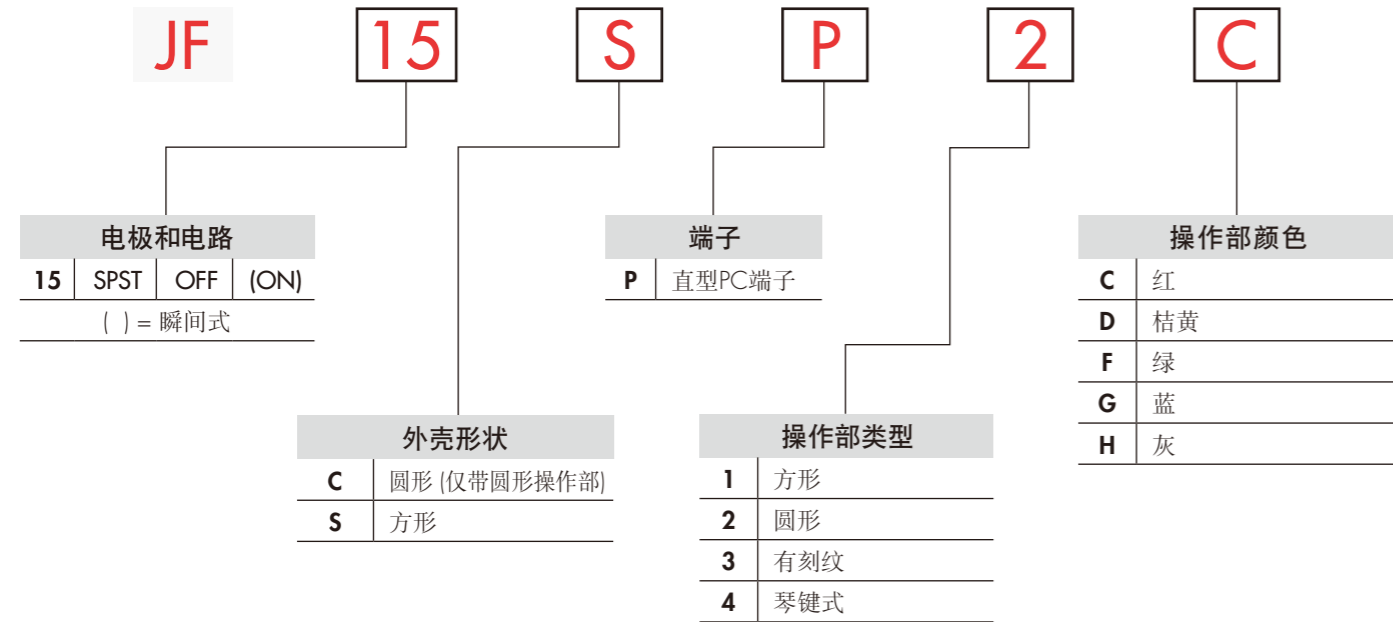 JF 15 S P 2 C
电极和电路
15 SPST OFF (ON)
( ) = 瞬间式
外壳形状
C 圆形 (仅带圆形操作部)
S 方形
端子
P 直型PC端子
操作部类型
1 方形
2 圆形
3 有刻纹
4 琴键式
操作部颜色
C 红
D 桔黄
F 绿
G 蓝
H 灰